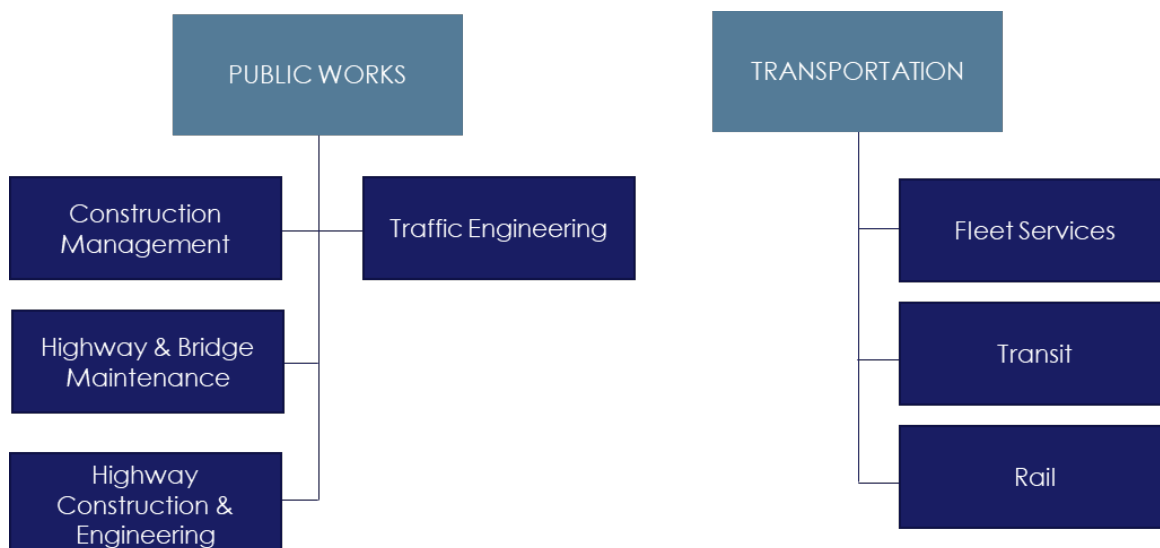 PUBLIC WORKS
TRANSPORTATION
Construction
Management
Traffic Engineering
Highway & Bridge
Maintenance
Highway
Construction &
Engineering
Fleet Services
Transit
Rail